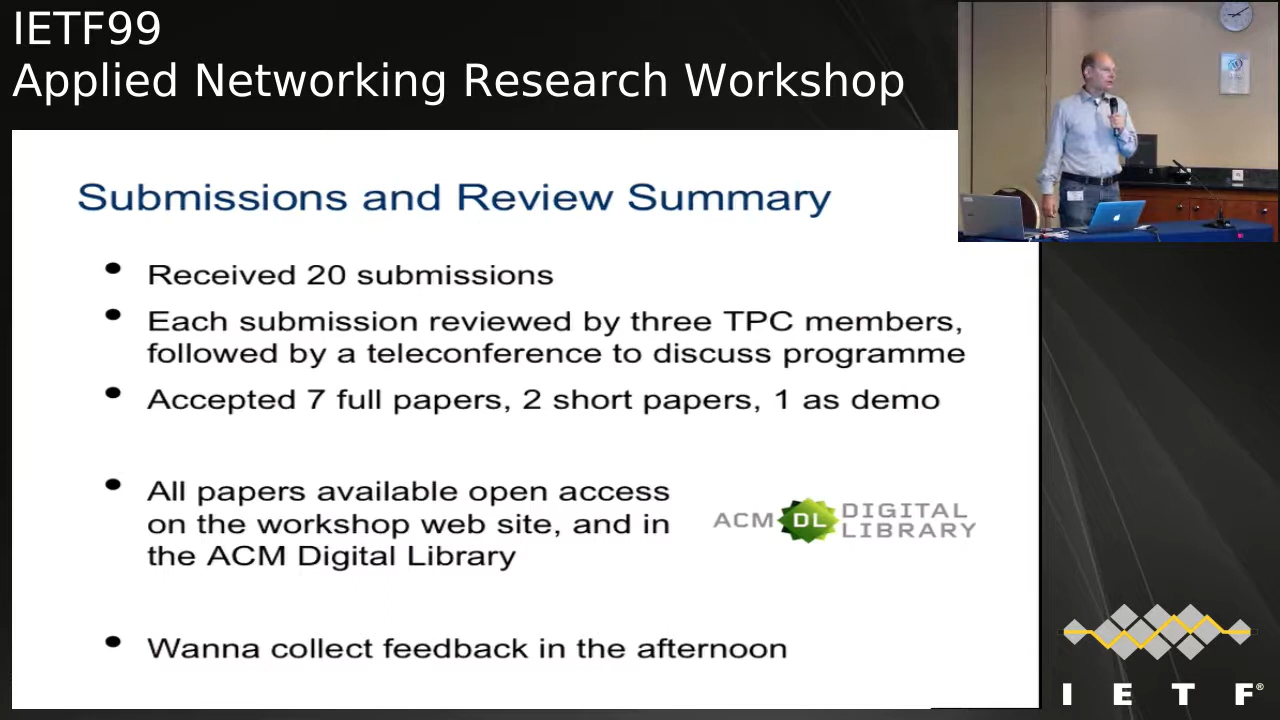 IETF99
Applied Networking Research Workshop
Submissions and Review Summary
• Received 20 submissions
• Each submission reviewed by three TPC members,
followed by a teleconference to discuss programme
• Accepted 7 full papers, 2 short papers, 1 as demo
• All papers available open access
on the workshop web site, and in
the ACM Digital Library
ACM DL DIGITAL
LIBRARY
• Wanna collect feedback in the afternoon
I E T F®